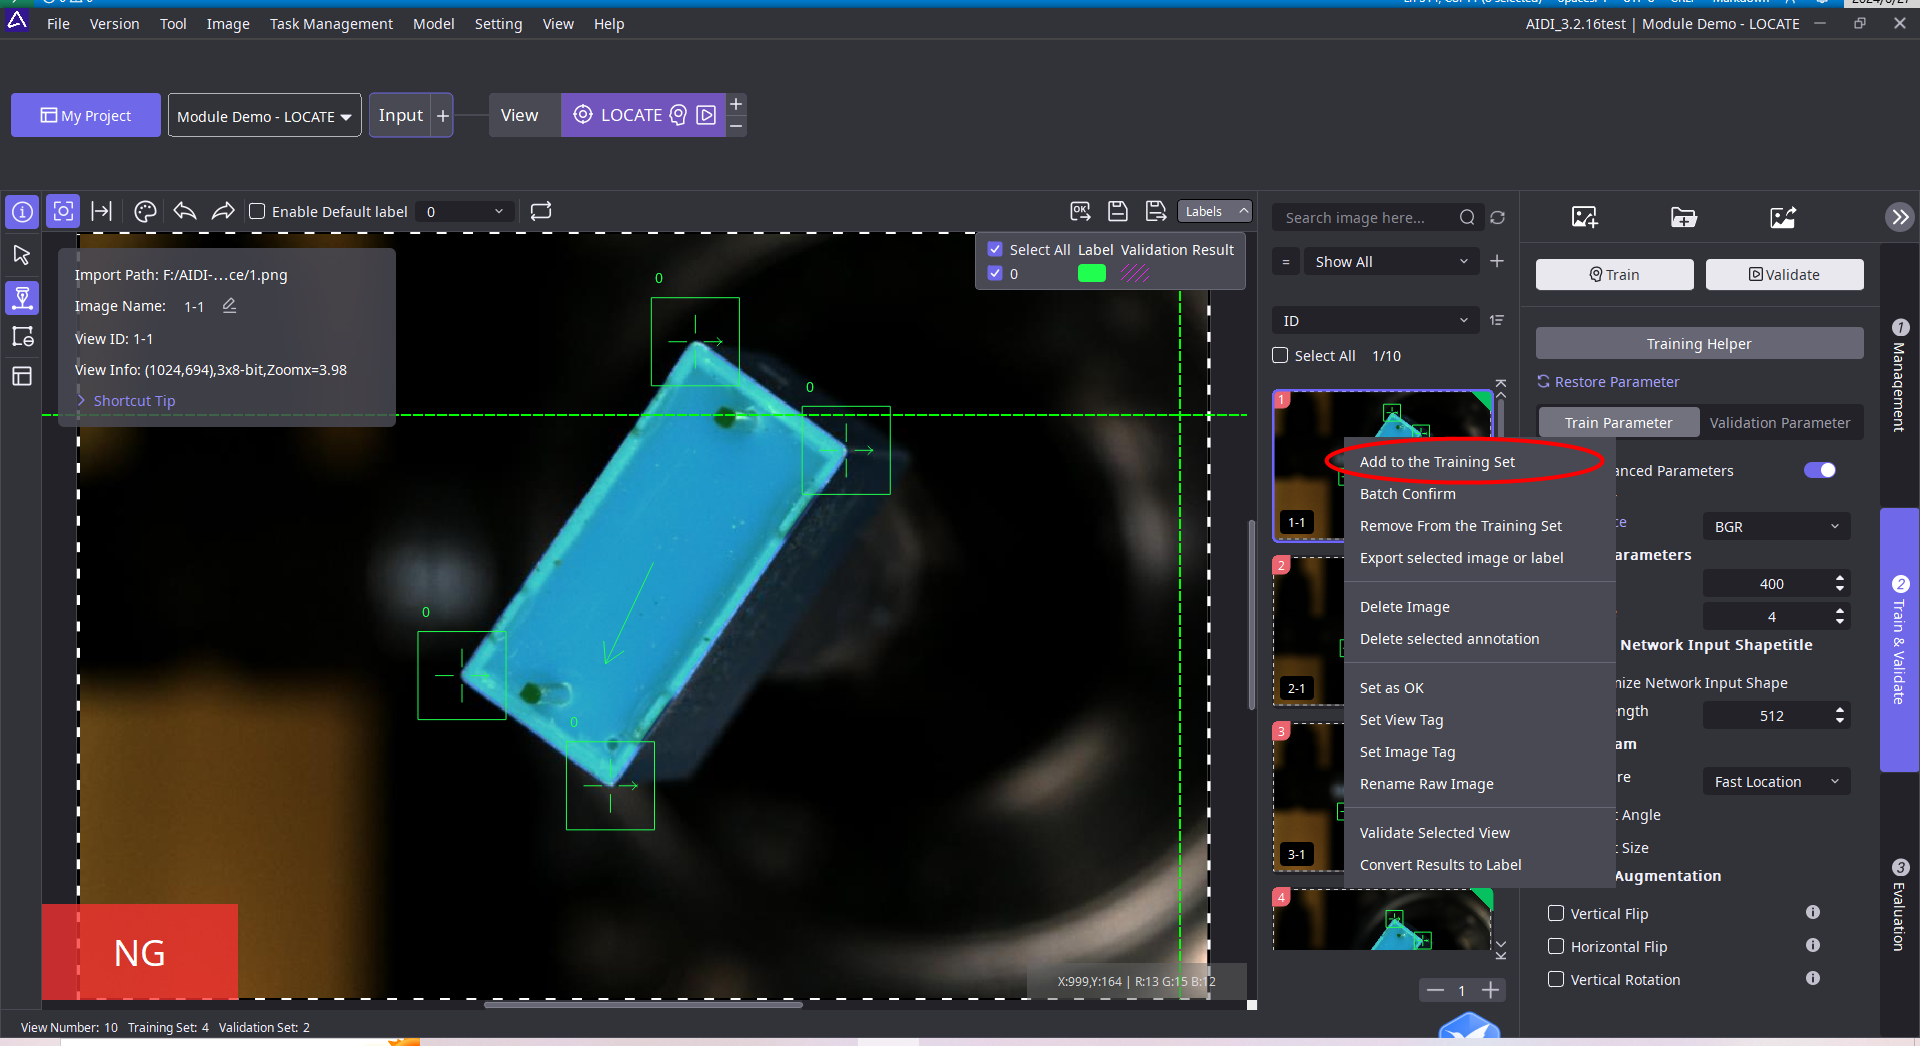 File Version Tool Image Task Management Model Setting View Help
AIDI_3.2.16test | Module Demo - LOCATE
My Project
Module Demo - LOCATE
Input +
View
LOCATE
Enable Default label
0
OK
Labels
Select All Label Validation Result
0
Import Path: F:/AIDI-...ce/1.png
Image Name: 1-1
View ID: 1-1
View Info: (1024,694),3x8-bit,Zoomx=3.98
Shortcut Tip
0
0
0
0
NG
X:999,Y:164 | R:13 G:15 B:12
View Number: 10 Training Set: 4 Validation Set: 2
Search image here...
=
Show All
ID
Select All 1/10
1
1-1
2
2-1
3
3-1
4
1
Add to the Training Set
Batch Confirm
Remove From the Training Set
Export selected image or label
Delete Image
Delete selected annotation
Set as OK
Set View Tag
Set Image Tag
Rename Raw Image
Validate Selected View
Convert Results to Label
Train
Validate
Training Helper
Restore Parameter
Train Parameter
Validation Parameter
anced Parameters
ce
BGR
arameters
400
4
Network Input Shapetitle
mize Network Input Shape
ngth
512
am
re
Fast Location
t Angle
t Size
Augmentation
Vertical Flip
Horizontal Flip
Vertical Rotation
1 Manaqement
2 Train & Validate
3 Evaluation